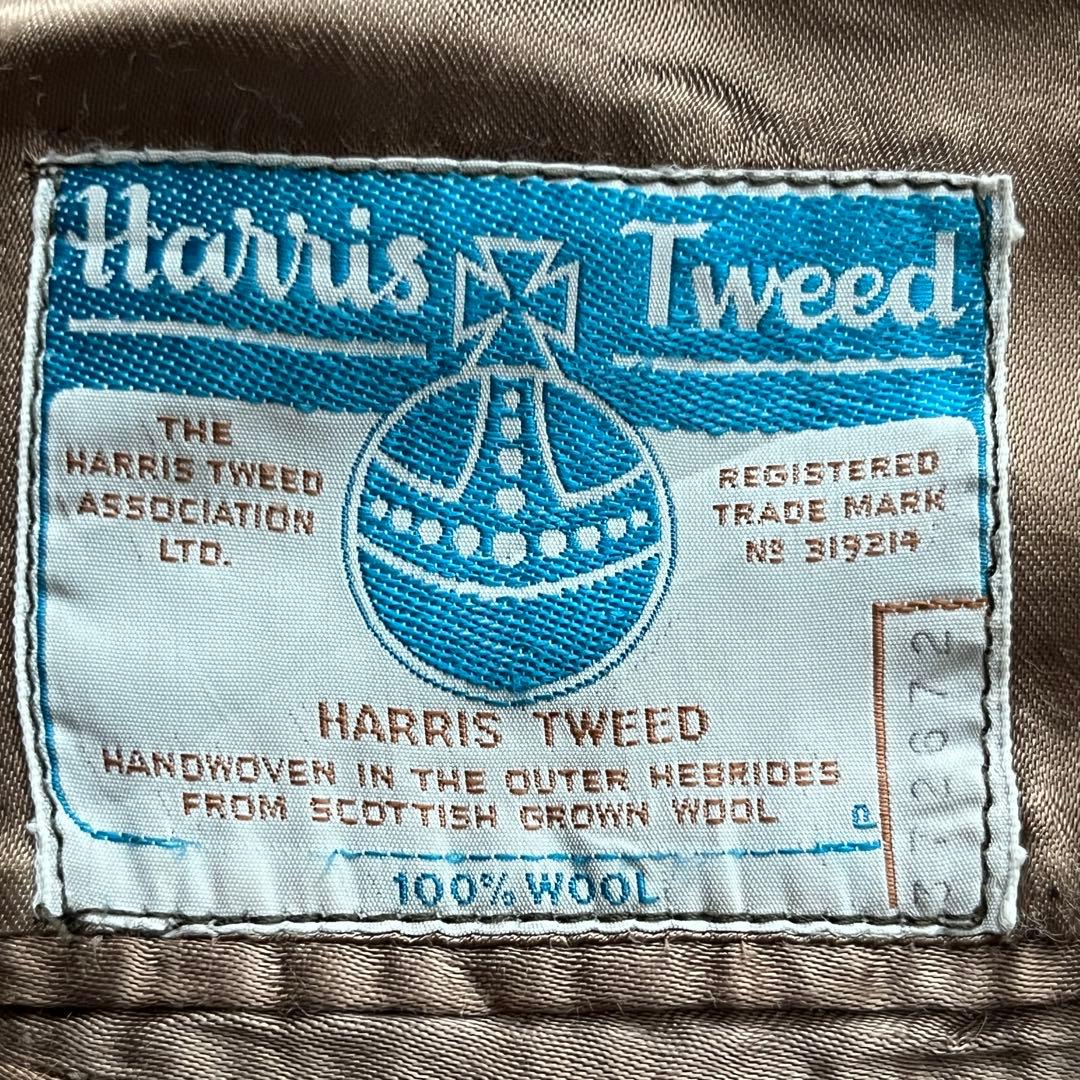 Harris Tweed
THE
HARRIS TWEED
ASSOCIATION
LTD.
REGISTERED
TRADE MARK
Nº 319214
HARRIS TWEED
HANDWOVEN IN THE OUTER HEBRIDES
FROM SCOTTISH GROWN WOOL
100% WOOL